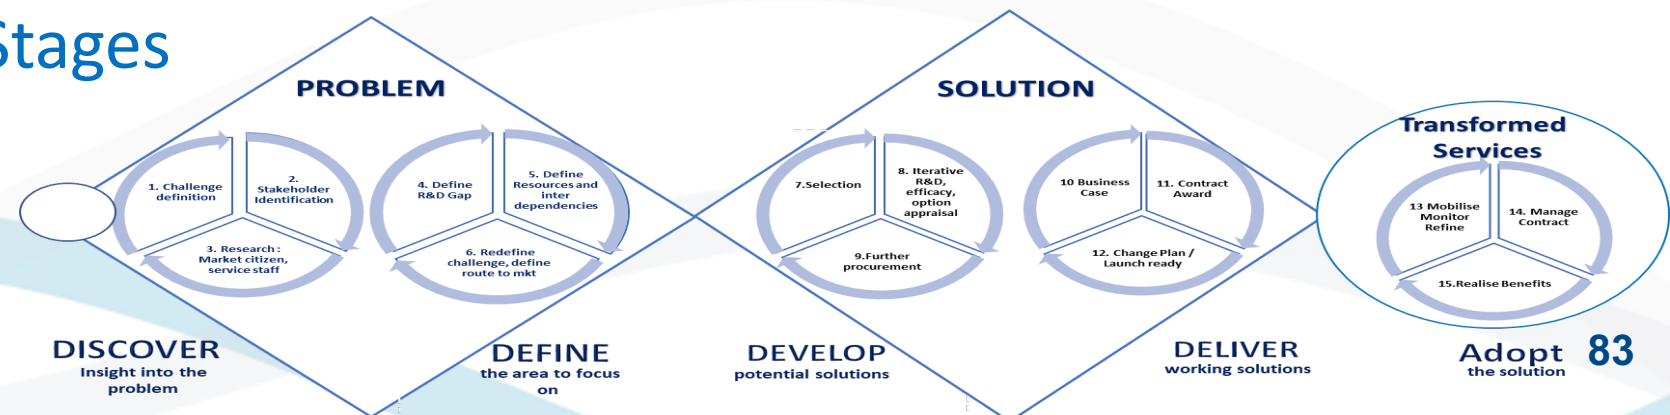 Stages
PROBLEM
1. Challenge
definition
2.
Stakeholder
Identification
3. Research :
Market citizen,
service staff
4. Define
R&D Gap
5. Define
Resources and
inter
dependencies
6. Redefine
challenge, define
route to mkt
SOLUTION
7.Selection
8. Iterative
R&D,
efficacy,
option
appraisal
9.Further
procurement
10 Business
Case
11. Contract
Award
12. Change Plan /
Launch ready
Transformed
Services
13 Mobilise
Monitor
Refine
14. Manage
Contract
15.Realise Benefits
DISCOVER
Insight into the
problem
DEFINE
the area to focus
on
DEVELOP
potential solutions
DELIVER
working solutions
Adopt
the solution
83